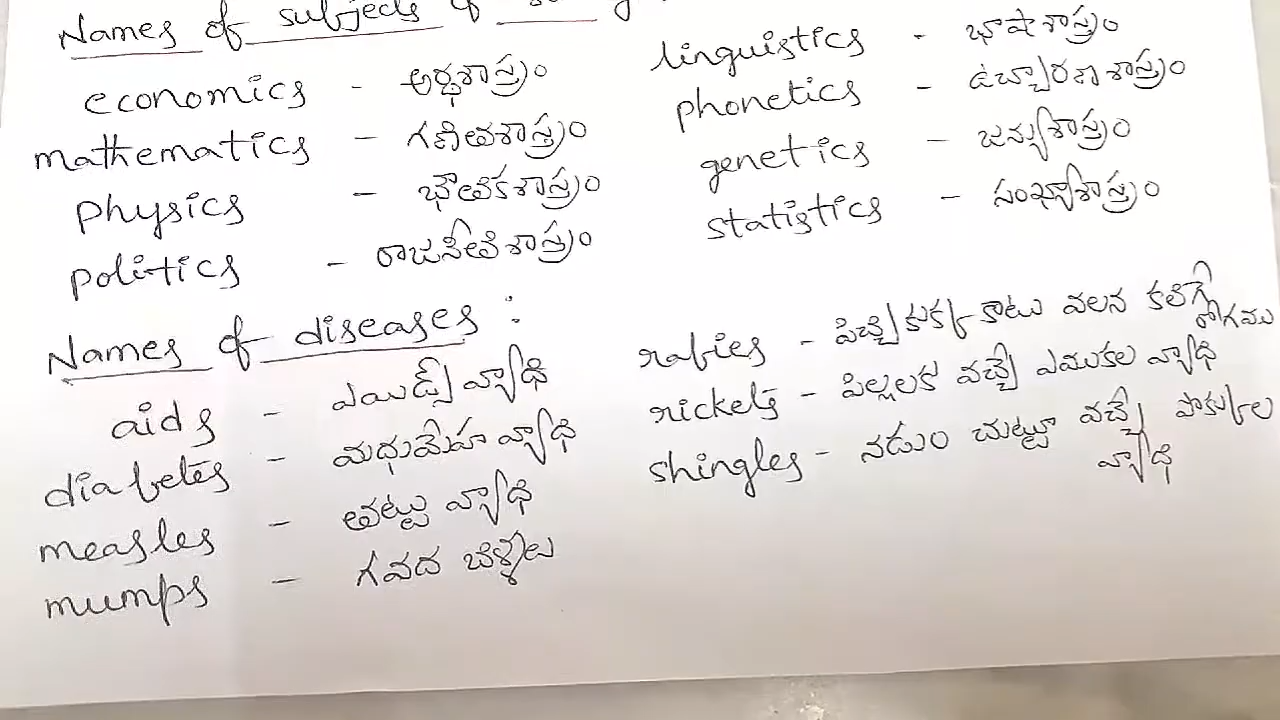 Names of subjects of
economics - అర్థశాస్త్రం
mathematics - గణితశాస్త్రం
physics - భౌతికశాస్త్రం
politics - రాజనీతిశాస్త్రం
linguistics - భాషాశాస్త్రం
phonetics - ఉచ్చారణశాస్త్రం
genetics - జన్యుశాస్త్రం
statistics - సంఖ్యాశాస్త్రం
Names of diseases :
aids - ఎయిడ్స్ వ్యాధి
diabetes - మధుమేహ వ్యాధి
measles - తట్టు వ్యాధి
mumps - గవద బిళ్ళలు
rabies - పిచ్చికుక్క కాటు వలన కలిగే
రోగము
rickets - పిల్లలకి వచ్చే ఎముకల వ్యాధి
shingles - నడుం చుట్టూ వచ్చే పొక్కుల
వ్యాధి